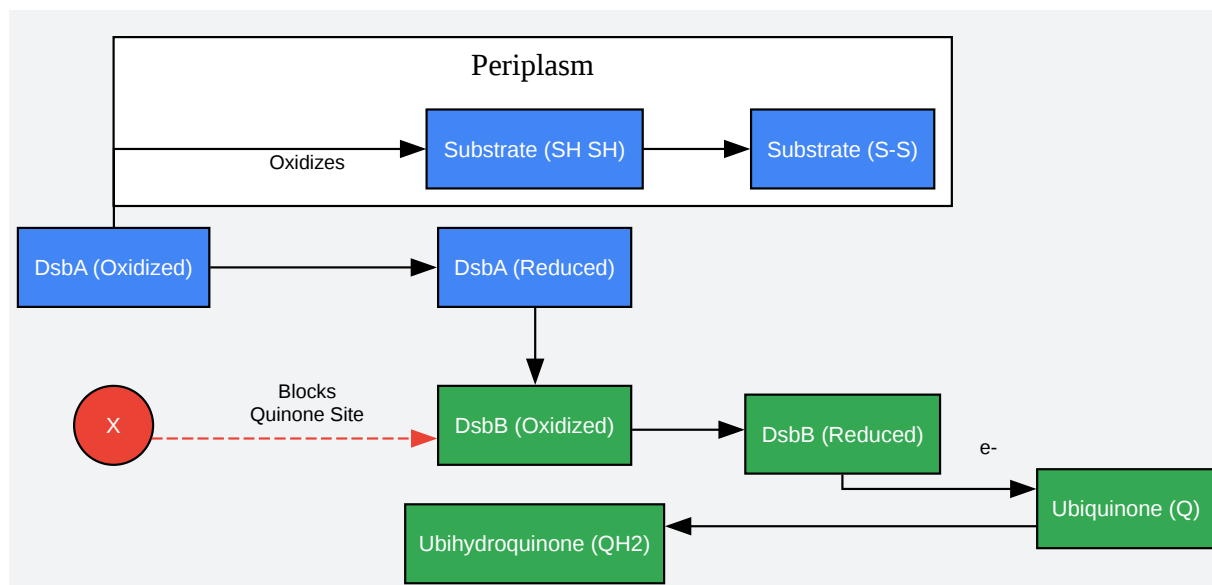 Periplasm
Substrate (SH SH)
Substrate (S-S)
Oxidizes
DsbA (Oxidized)
DsbA (Reduced)
X
Blocks
Quinone Site
DsbB (Oxidized)
DsbB (Reduced)
e-
Ubiquinone (Q)
Ubihydroquinone (QH2)